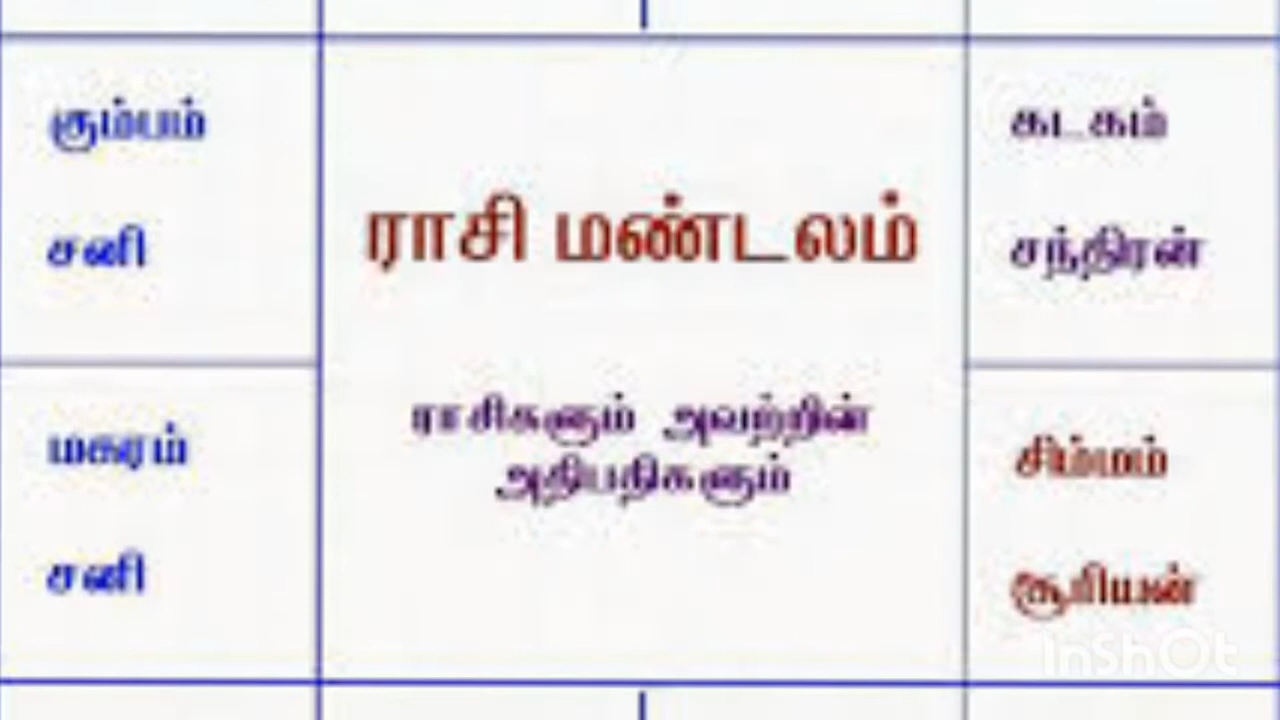 கும்பம்
சனி
ராசி மண்டலம்
கடகம்
சந்திரன்
ராசிகளும் அவற்றின்
அதிபதிகளும்
மகரம்
சனி
சிம்மம்
சூரியன்
InShOt